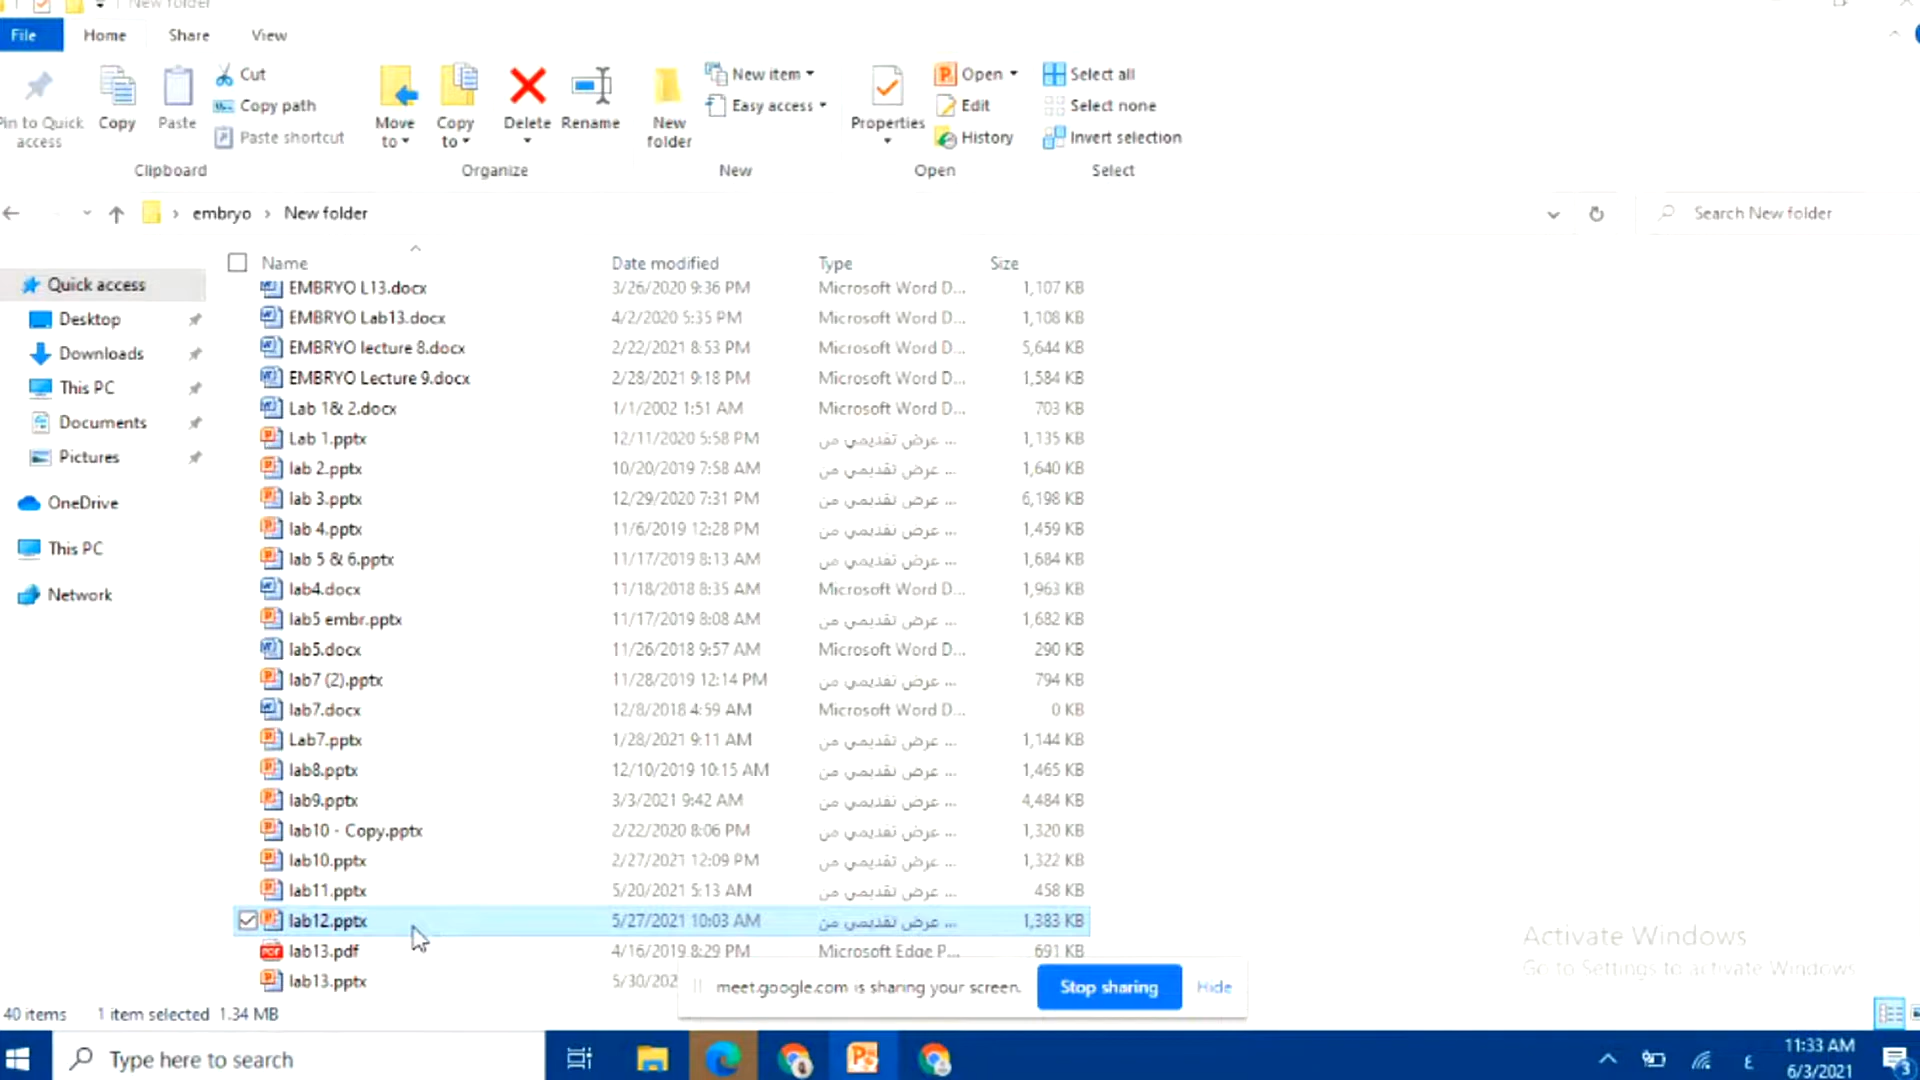 New folder
File Home Share View
Pin to Quick access
Copy
Paste
Cut
Copy path
Paste shortcut
Clipboard
Move to
Copy to
Delete
Rename
Organize
New folder
New item
Easy access
New
Properties
Open
Edit
History
Open
Select all
Select none
Invert selection
Select
embryo › New folder
Search New folder
Quick access
Desktop
Downloads
This PC
Documents
Pictures
OneDrive
This PC
Network
Name Date modified Type Size
EMBRYO L13.docx 3/26/2020 9:36 PM Microsoft Word D... 1,107 KB
EMBRYO Lab13.docx 4/2/2020 5:35 PM Microsoft Word D... 1,108 KB
EMBRYO lecture 8.docx 2/22/2021 8:53 PM Microsoft Word D... 5,644 KB
EMBRYO Lecture 9.docx 2/28/2021 9:18 PM Microsoft Word D... 1,584 KB
Lab 1& 2.docx 1/1/2002 1:51 AM Microsoft Word D... 703 KB
Lab 1.pptx 12/11/2020 5:58 PM عرض تقديمي من ... 1,135 KB
lab 2.pptx 10/20/2019 7:58 AM عرض تقديمي من ... 1,640 KB
lab 3.pptx 12/29/2020 7:31 PM عرض تقديمي من ... 6,198 KB
lab 4.pptx 11/6/2019 12:28 PM عرض تقديمي من ... 1,459 KB
lab 5 & 6.pptx 11/17/2019 8:13 AM عرض تقديمي من ... 1,684 KB
lab4.docx 11/18/2018 8:35 AM Microsoft Word D... 1,963 KB
lab5 embr.pptx 11/17/2019 8:08 AM عرض تقديمي من ... 1,682 KB
lab5.docx 11/26/2018 9:57 AM Microsoft Word D... 290 KB
lab7 (2).pptx 11/28/2019 12:14 PM عرض تقديمي من ... 794 KB
lab7.docx 12/8/2018 4:59 AM Microsoft Word D... 0 KB
Lab7.pptx 1/28/2021 9:11 AM عرض تقديمي من ... 1,144 KB
lab8.pptx 12/10/2019 10:15 AM عرض تقديمي من ... 1,465 KB
lab9.pptx 3/3/2021 9:42 AM عرض تقديمي من ... 4,484 KB
lab10 - Copy.pptx 2/22/2020 8:06 PM عرض تقديمي من ... 1,320 KB
lab10.pptx 2/27/2021 12:09 PM عرض تقديمي من ... 1,322 KB
lab11.pptx 5/20/2021 5:13 AM عرض تقديمي من ... 458 KB
lab12.pptx 5/27/2021 10:03 AM عرض تقديمي من ... 1,383 KB
lab13.pdf 4/16/2019 8:29 PM Microsoft Edge P... 691 KB
lab13.pptx 5/30/202
meet.google.com is sharing your screen. Stop sharing Hide
Activate Windows
Go to Settings to activate Windows
40 items 1 item selected 1.34 MB
Type here to search
ع
11:33 AM
6/3/2021
3